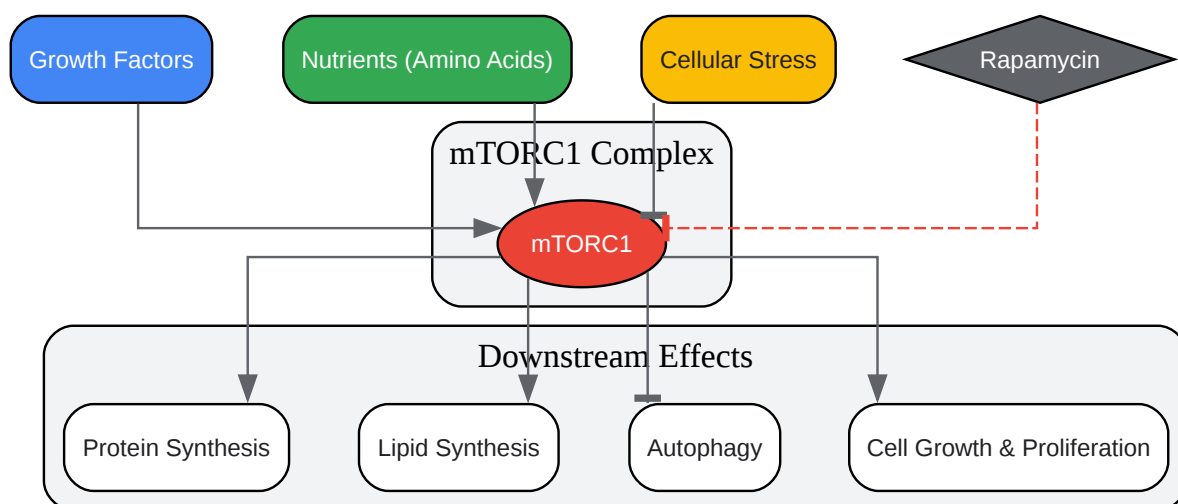 Growth Factors
Nutrients (Amino Acids)
Cellular Stress
Rapamycin
mTORC1 Complex
mTORC1
Downstream Effects
Protein Synthesis
Lipid Synthesis
Autophagy
Cell Growth & Proliferation